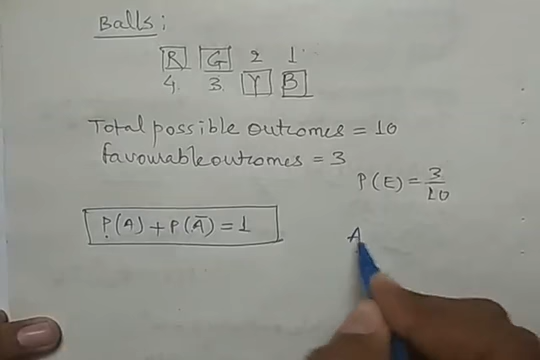 Balls:
R G 2 1
4 3 Y B
Total possible outcomes = 10
favourable outcomes = 3
P(E) = 3/10
P(A) + P(Ā) = 1
A